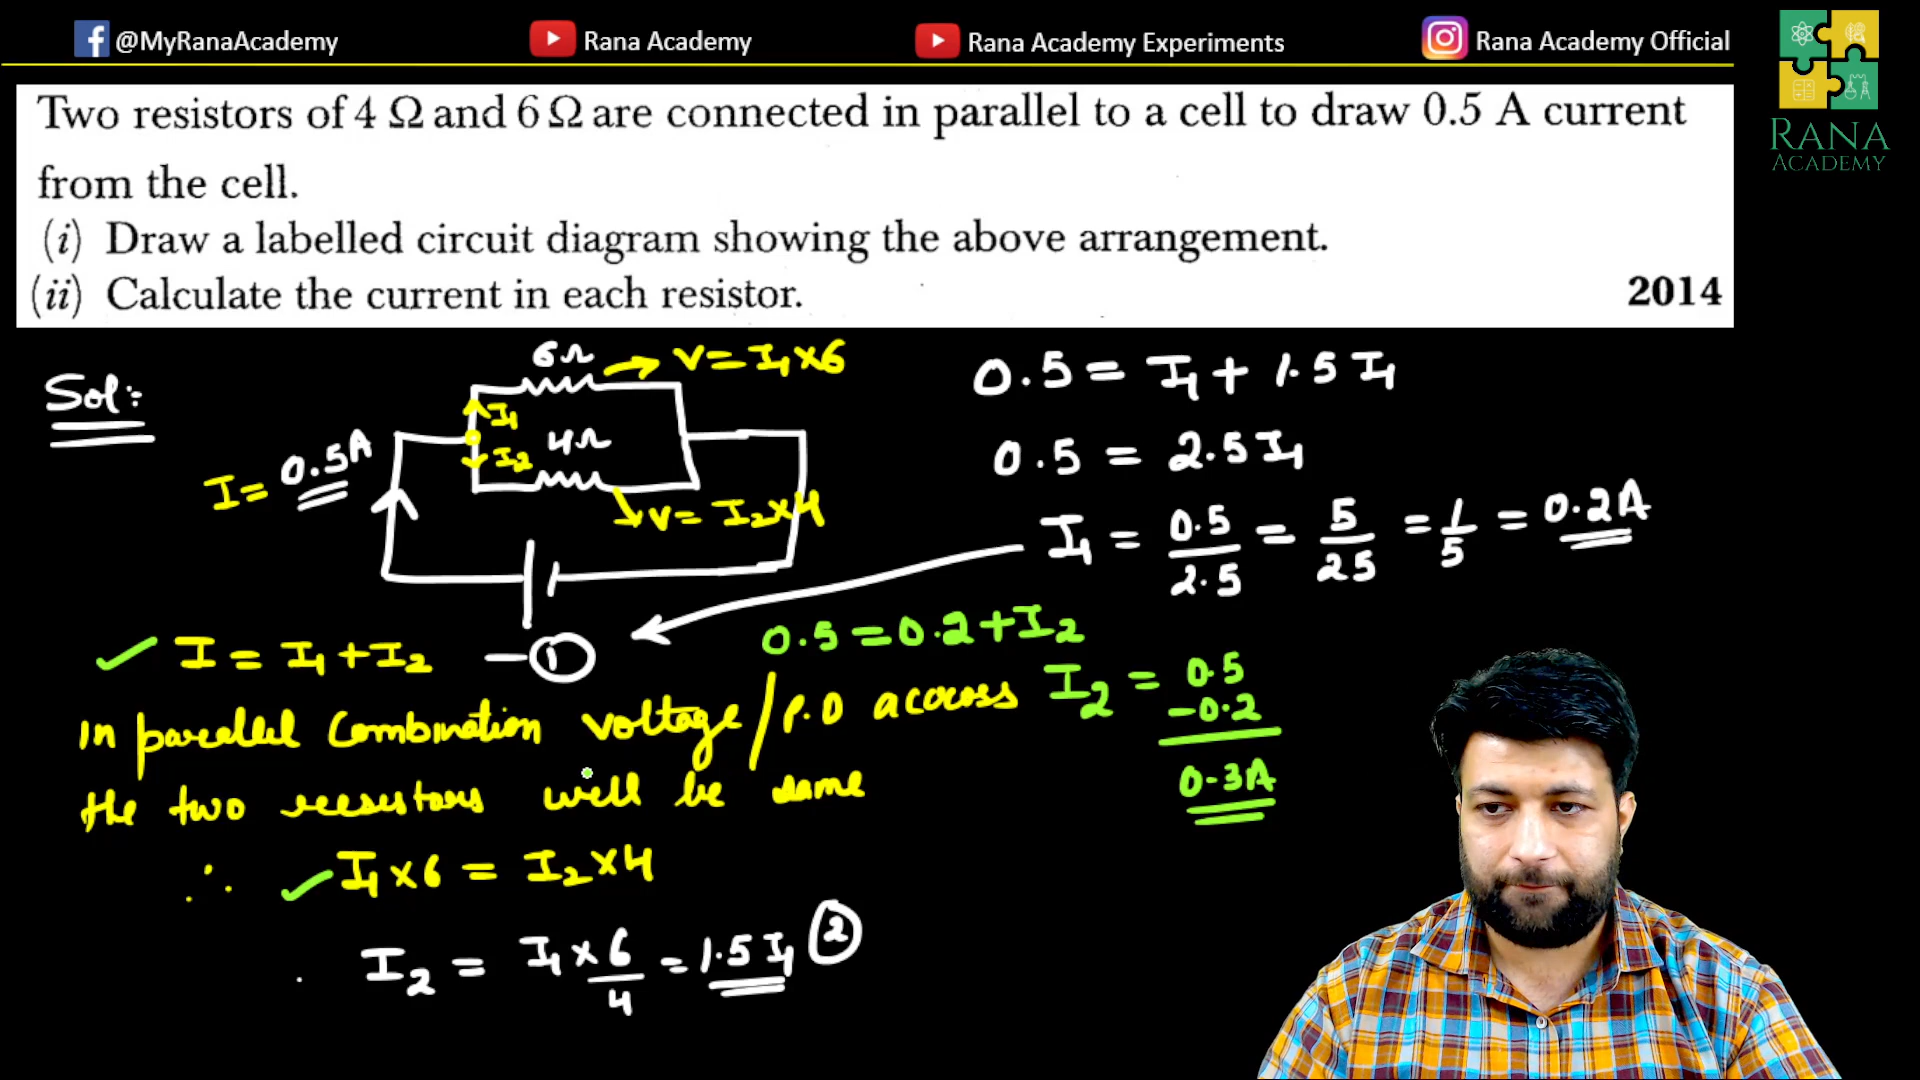 @MyRanaAcademy
Rana Academy
Rana Academy Experiments
Rana Academy Official
RANA
ACADEMY
Two resistors of 4 Ω and 6 Ω are connected in parallel to a cell to draw 0.5 A current
from the cell.
(i) Draw a labelled circuit diagram showing the above arrangement.
(ii) Calculate the current in each resistor. 2014
Sol:
6Ω
V = I₁×6
I₁
I₂
4Ω
I = 0.5A
V = I₂×4
I = I₁ + I₂ - ①
In parallel combination voltage / P.D across
the two resistors will be same
∴ I₁×6 = I₂×4
I₂ = I₁×6/4 = 1.5 I₁ ②
0.5 = I₁ + 1.5 I₁
0.5 = 2.5 I₁
I₁ = 0.5/2.5 = 5/25 = 1/5 = 0.2A
0.5 = 0.2 + I₂
I₂ = 0.5
-0.2
0.3A